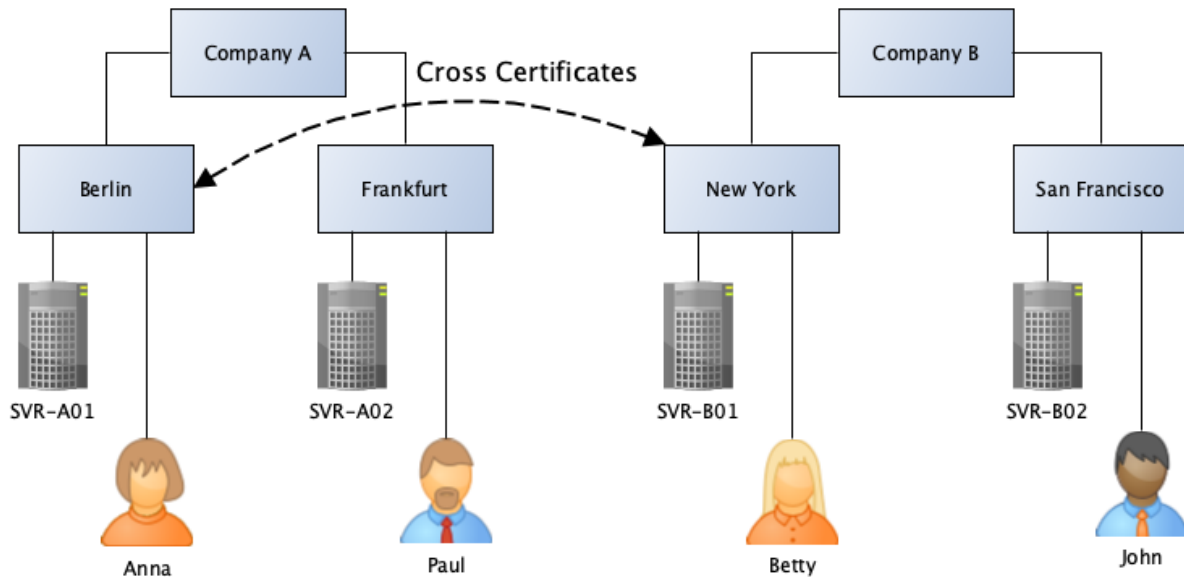 Company A
Company B
Cross Certificates
Berlin
Frankfurt
New York
San Francisco
SVR-A01
SVR-A02
SVR-B01
SVR-B02
Anna
Paul
Betty
John